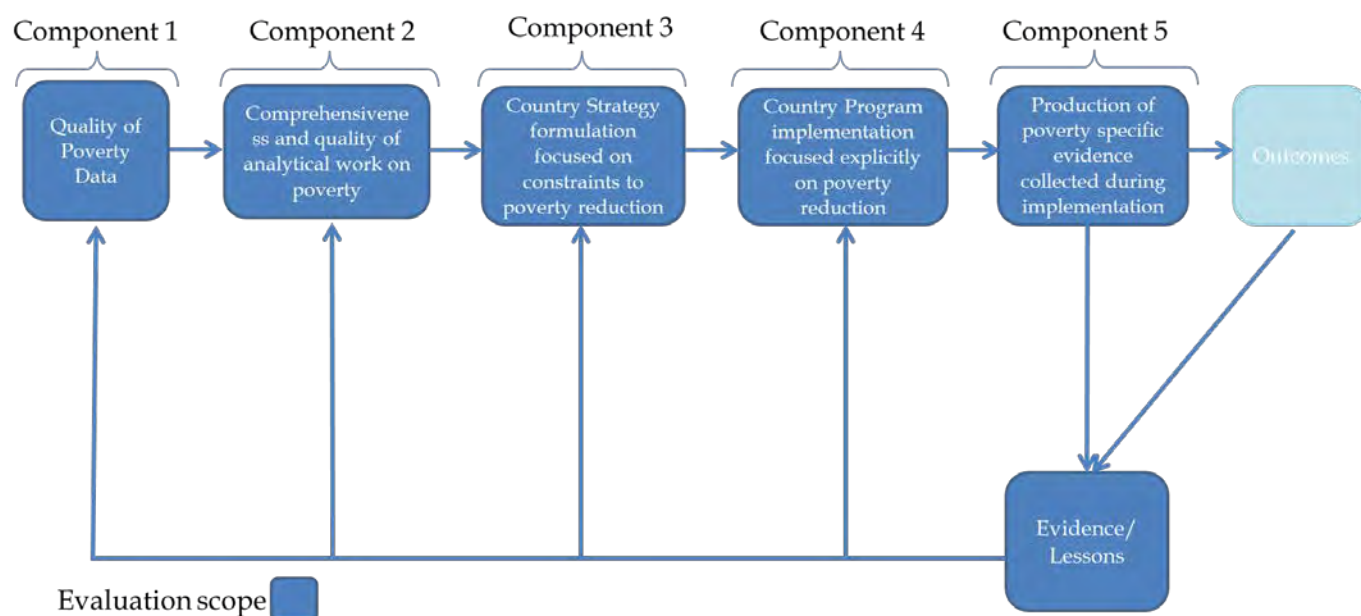 Component 1
Component 2
Component 3
Component 4
Component 5
Quality of
Poverty
Data
Comprehensivene
ss and quality of
analytical work on
poverty
Country Strategy
formulation
focused on
constraints to
poverty reduction
Country Program
implementation
focused explicitly
on poverty
reduction
Production of
poverty specific
evidence
collected during
implementation
Outcomes
Evidence/
Lessons
Evaluation scope